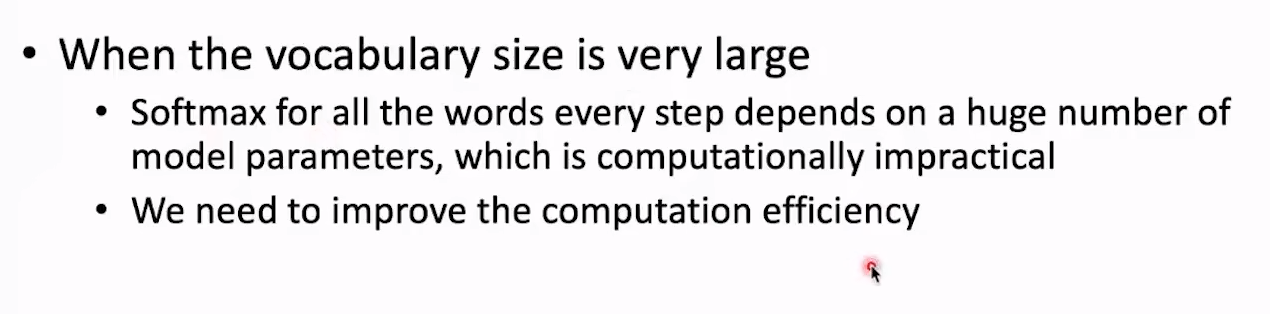 • When the vocabulary size is very large
• Softmax for all the words every step depends on a huge number of
model parameters, which is computationally impractical
• We need to improve the computation efficiency